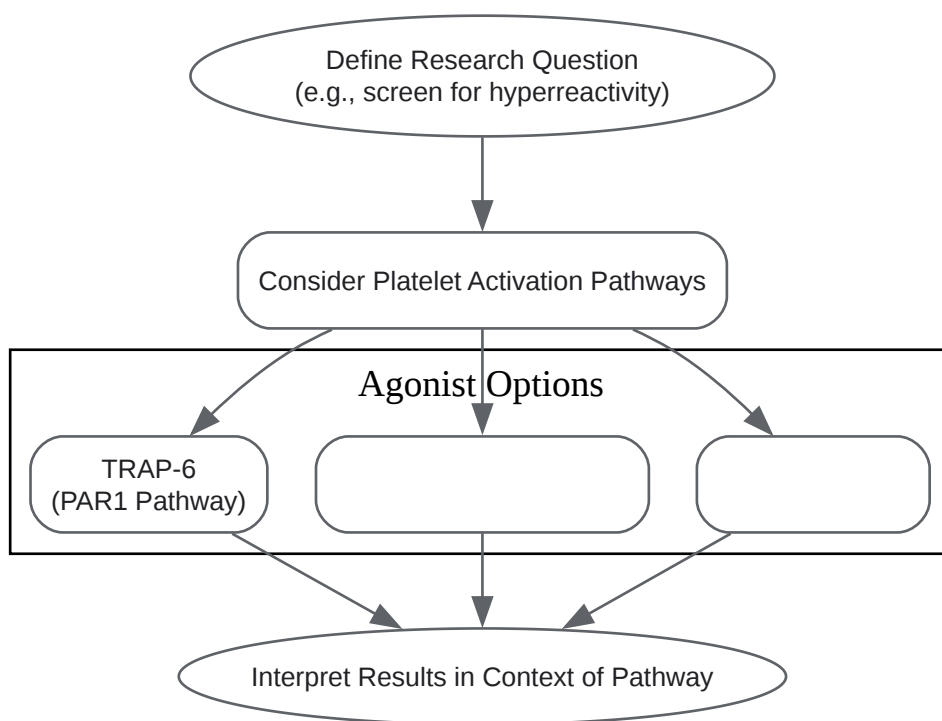 Define Research Question
(e.g., screen for hyperreactivity)
Consider Platelet Activation Pathways
Agonist Options
TRAP-6
(PAR1 Pathway)
Interpret Results in Context of Pathway